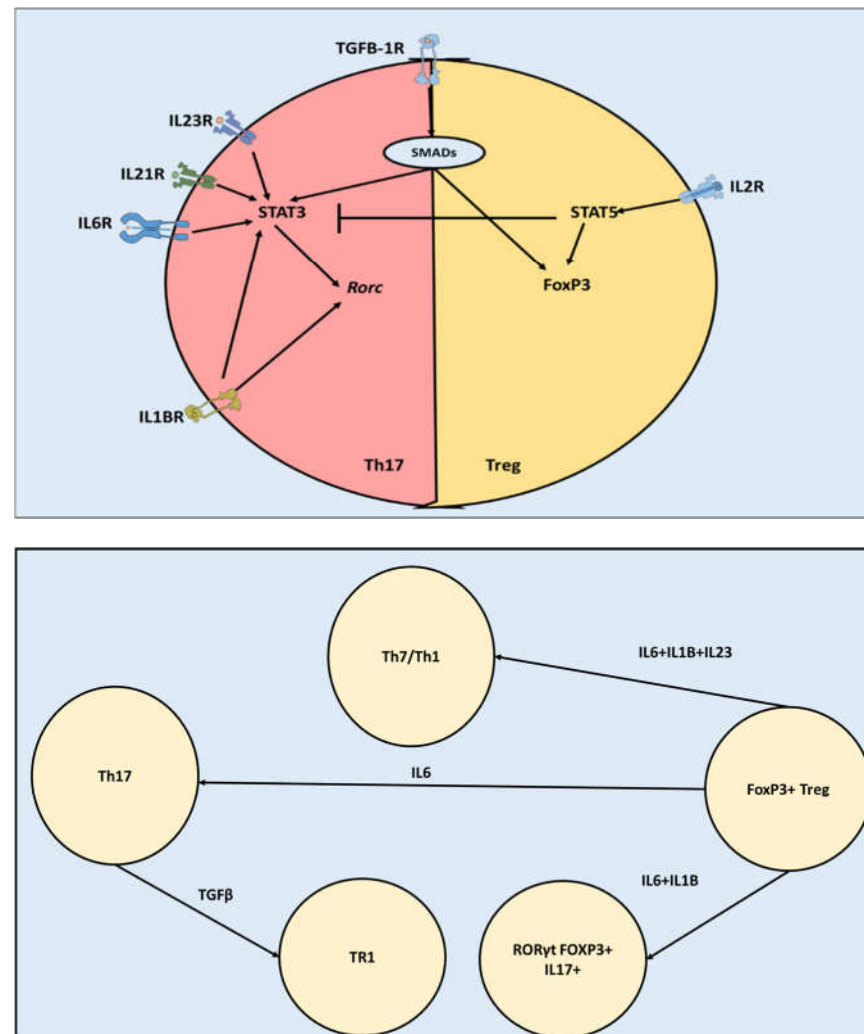 TGFB-1R
IL23R
SMADs
IL21R
IL2R
STAT3
STAT5
IL6R
Rorc
FoxP3
IL1BR
Th17
Treg
Th7/Th1
IL6+IL1B+IL23
Th17
IL6
FoxP3+ Treg
TGFβ
IL6+IL1B
TR1
RORγt FOXP3+
IL17+